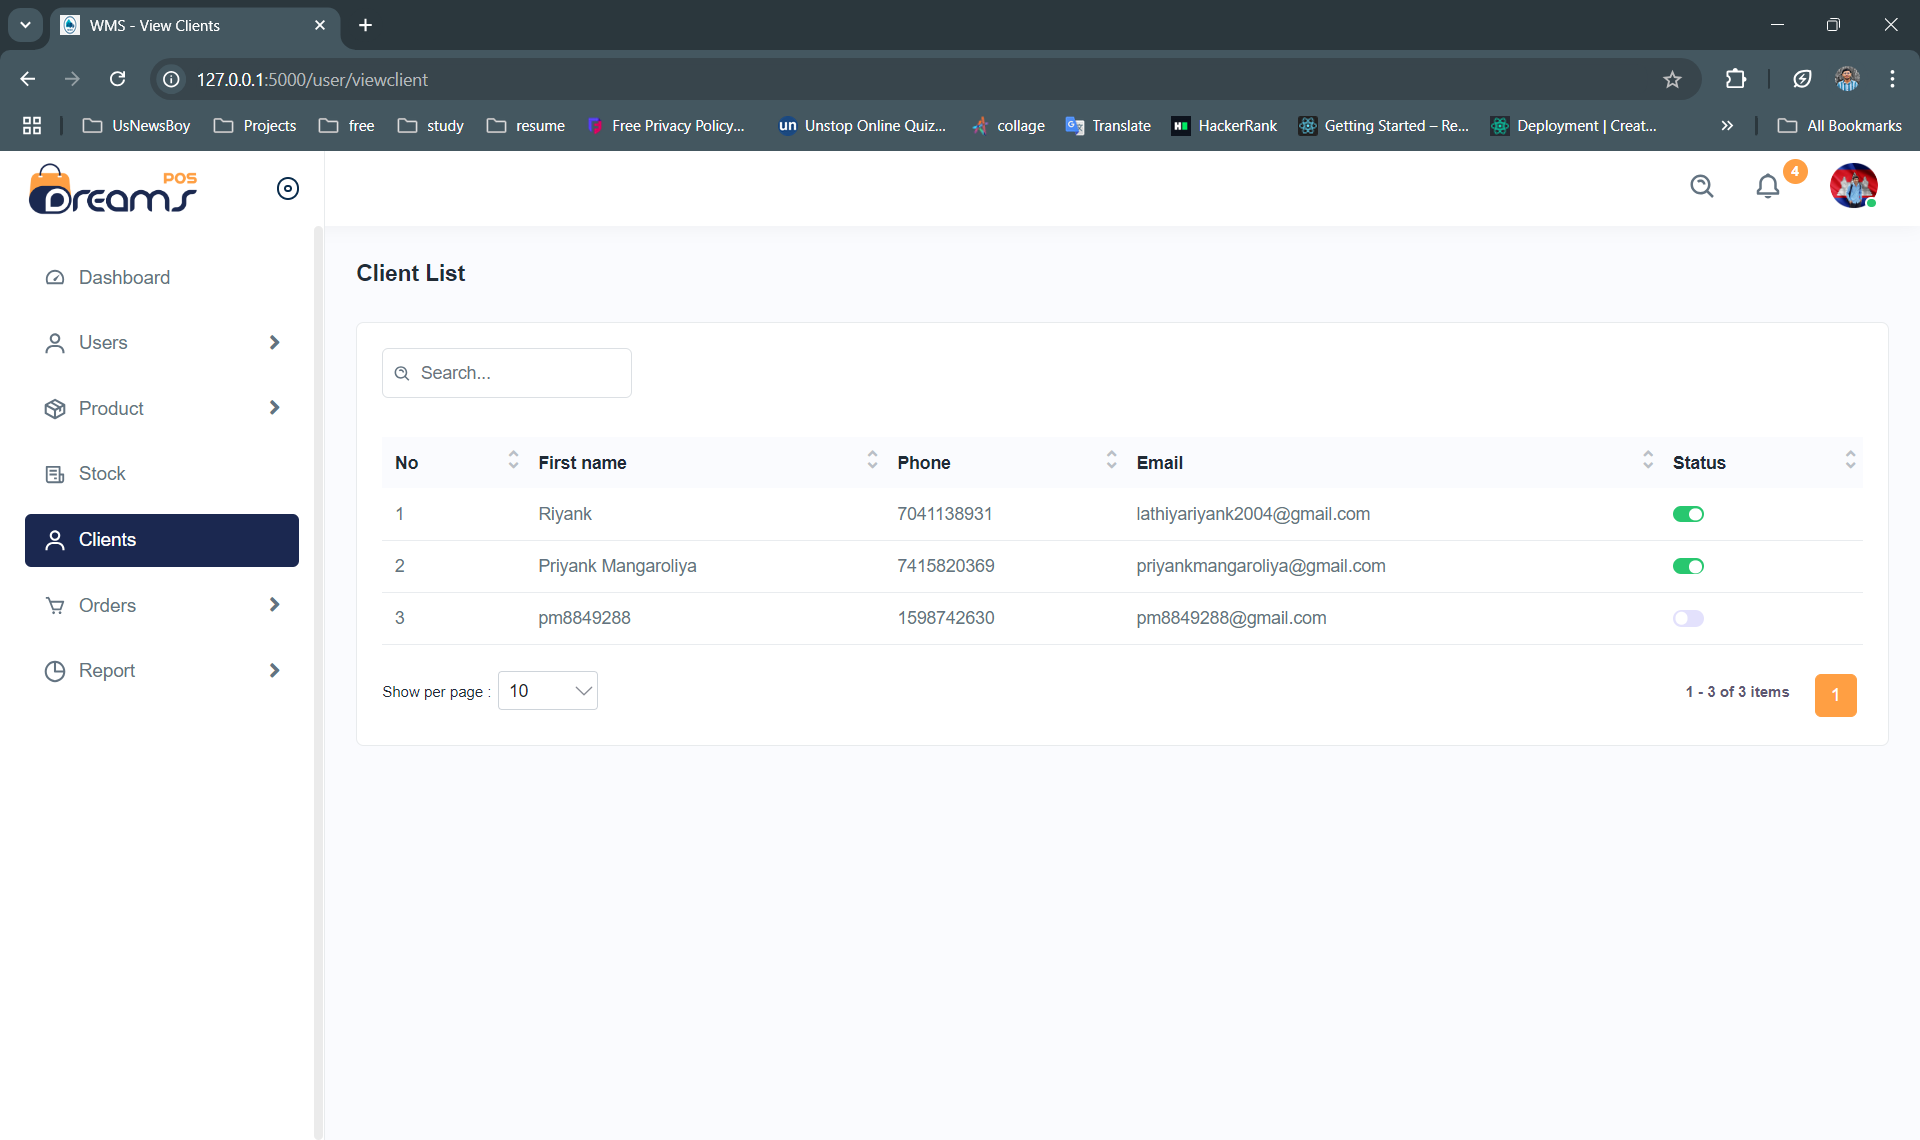 WMS - View Clients
127.0.0.1:5000/user/viewclient
UsNewsBoy
Projects
free
study
resume
Free Privacy Policy...
un Unstop Online Quiz...
collage
Translate
HackerRank
Getting Started – Re...
Deployment | Creat...
All Bookmarks
Dreams POS
4
Dashboard
Users
Product
Stock
Clients
Orders
Report
Client List
Search...
No First name Phone Email Status
1 Riyank 7041138931 lathiyariyank2004@gmail.com
2 Priyank Mangaroliya 7415820369 priyankmangaroliya@gmail.com
3 pm8849288 1598742630 pm8849288@gmail.com
Show per page : 10
1 - 3 of 3 items 1